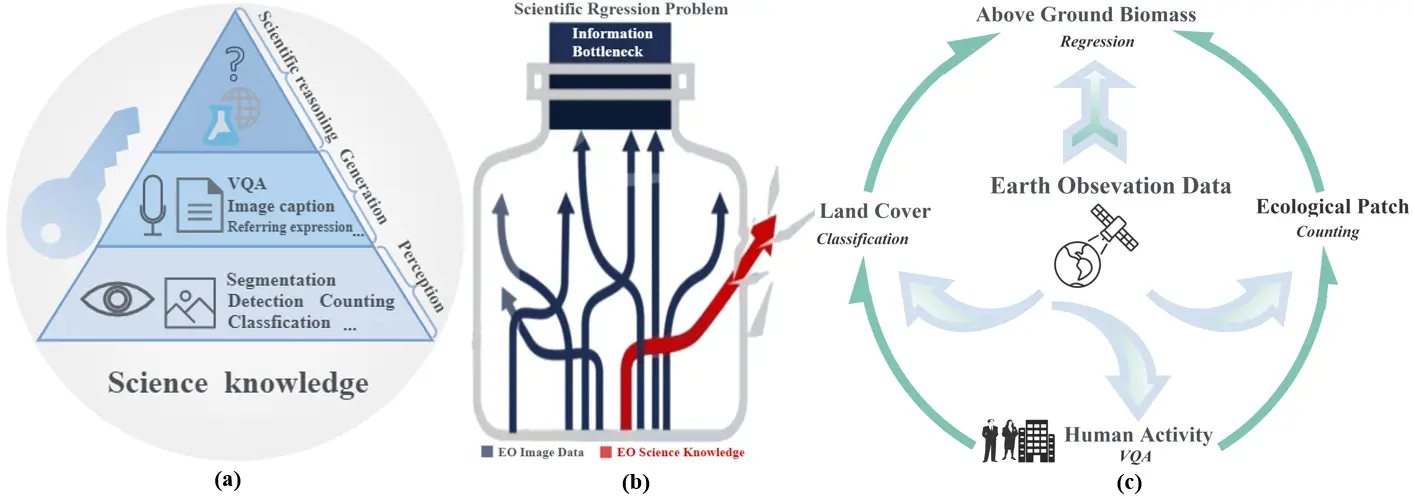 Scientific reasoning
Generation
Perception
?
VQA
Image caption
Referring expression...
Segmentation
Detection Counting
Classfication ...
Science knowledge
(a)
Scientific Rgression Problem
Information
Bottleneck
EO Image Data
EO Science Knowledge
(b)
Above Ground Biomass
Regression
Earth Obsevation Data
Land Cover
Classification
Ecological Patch
Counting
Human Activity
VQA
(c)